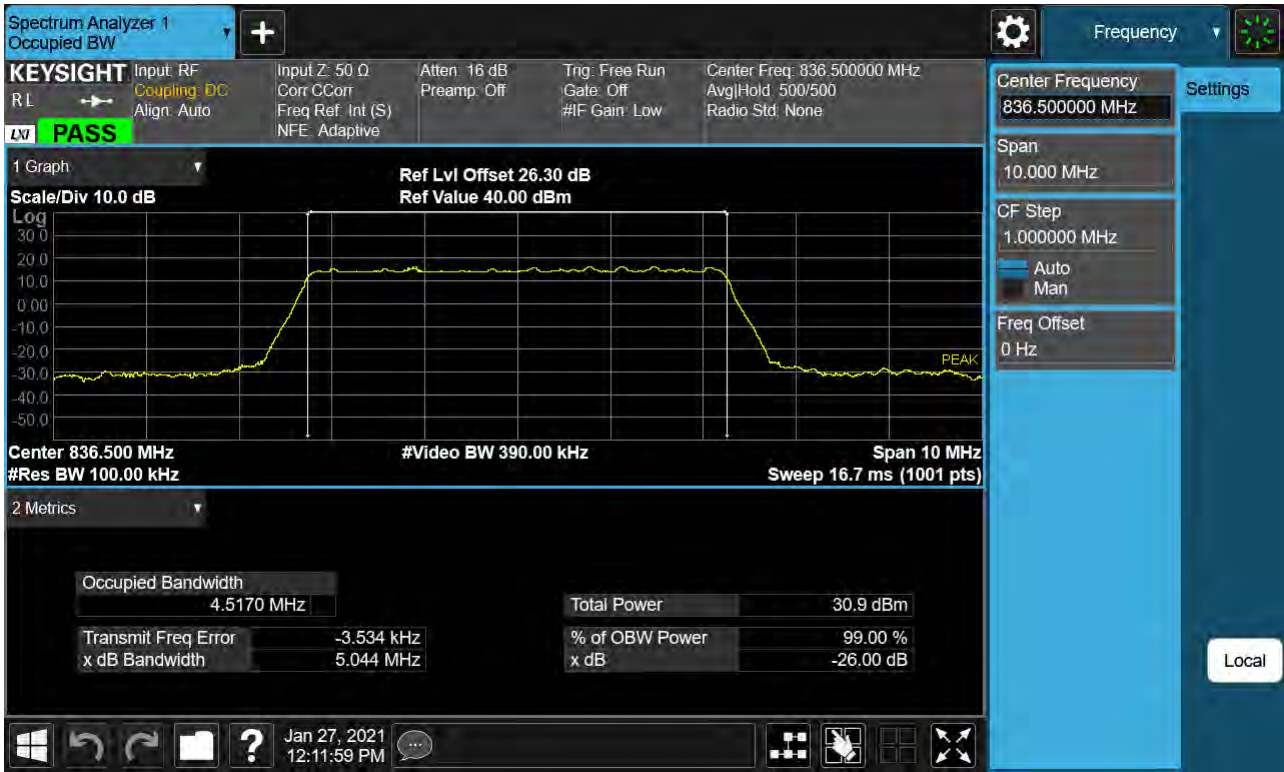 Spectrum Analyzer 1
Occupied BW
Frequency
KEYSIGHT
R L
LXI PASS
Input: RF
Coupling: DC
Align: Auto
Input Z: 50 Ω
Corr CCorr
Freq Ref: Int (S)
NFE: Adaptive
Atten: 16 dB
Preamp: Off
Trig: Free Run
Gate: Off
#IF Gain: Low
Center Freq: 836.500000 MHz
Avg|Hold: 500/500
Radio Std: None
Center Frequency
836.500000 MHz
Settings
Span
10.000 MHz
CF Step
1.000000 MHz
Auto
Man
Freq Offset
0 Hz
Local
1 Graph
Scale/Div 10.0 dB
Ref Lvl Offset 26.30 dB
Ref Value 40.00 dBm
Log
30.0
20.0
10.0
0.00
-10.0
-20.0
-30.0
-40.0
-50.0
PEAK
Center 836.500 MHz
#Video BW 390.00 kHz
Span 10 MHz
#Res BW 100.00 kHz
Sweep 16.7 ms (1001 pts)
2 Metrics
Occupied Bandwidth
4.5170 MHz
Total Power 30.9 dBm
Transmit Freq Error -3.534 kHz
% of OBW Power 99.00 %
x dB Bandwidth 5.044 MHz
x dB -26.00 dB
?
Jan 27, 2021
12:11:59 PM